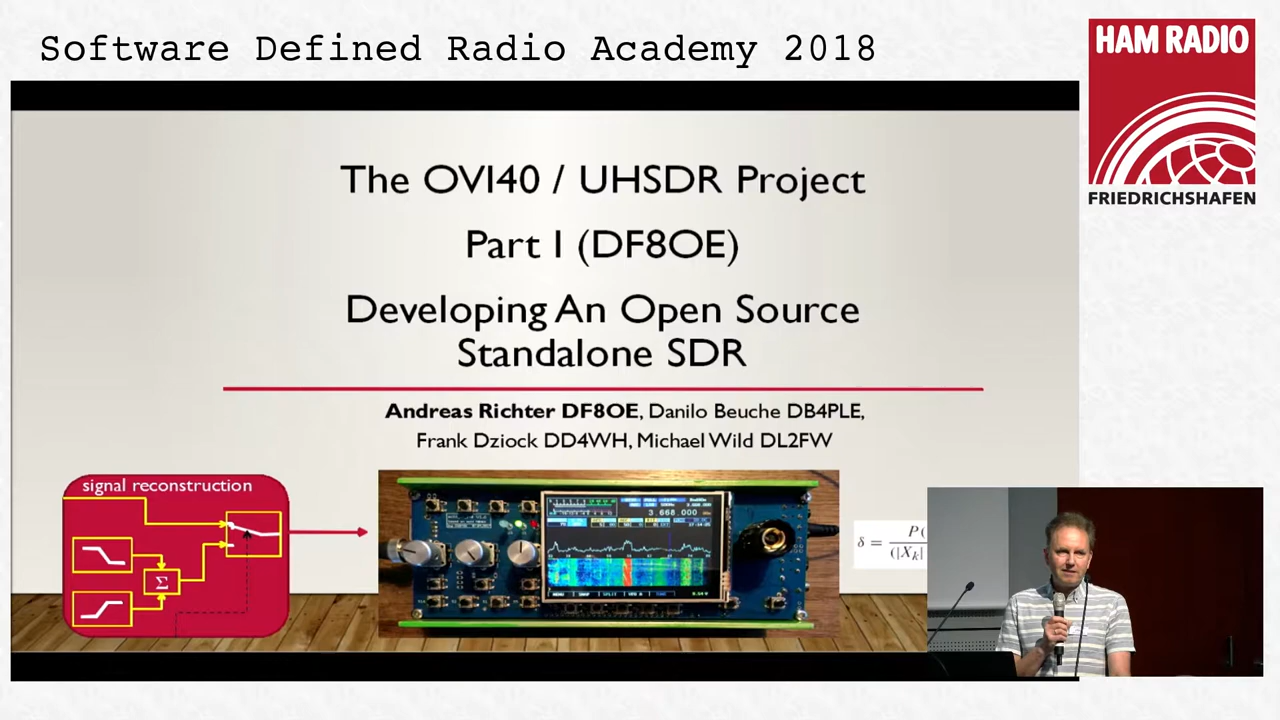 Software Defined Radio Academy 2018
HAM RADIO
FRIEDRICHSHAFEN
The OVI40 / UHSDR Project
Part I (DF8OE)
Developing An Open Source
Standalone SDR
Andreas Richter DF8OE, Danilo Beuche DB4PLE,
Frank Dziock DD4WH, Michael Wild DL2FW
signal reconstruction
Σ
3 668.000
δ = P(
(|Xk|